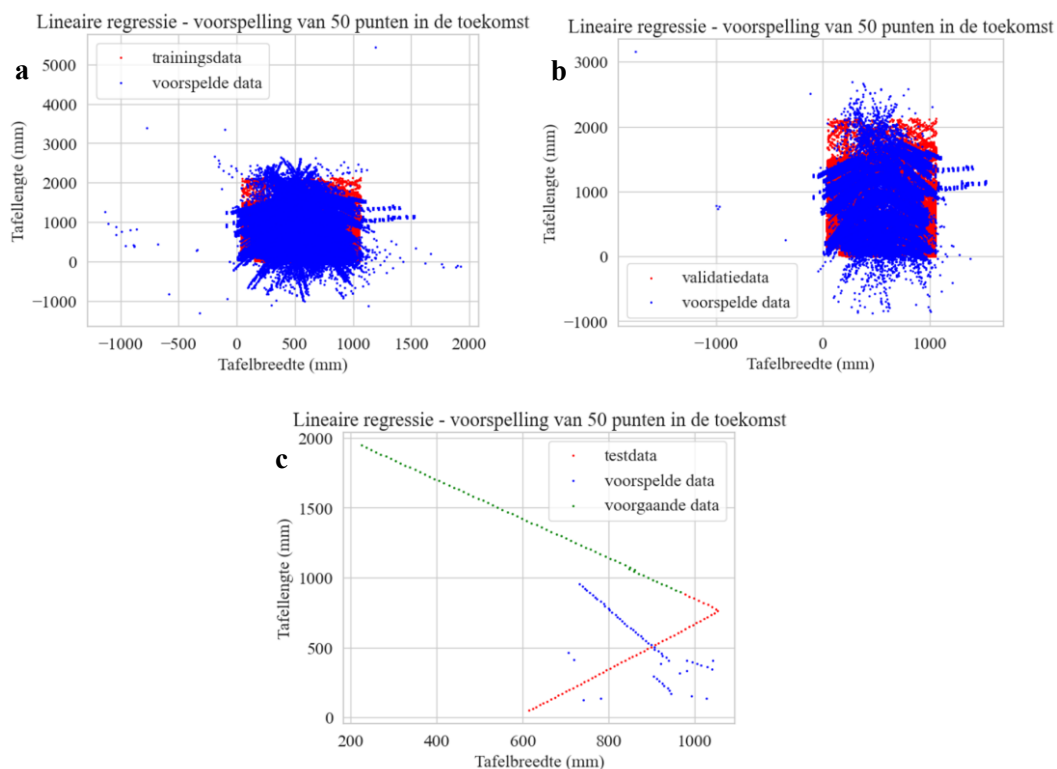 Lineaire regressie - voorspelling van 50 punten in de toekomst
a
trainingsdata
voorspelde data
5000
4000
3000
2000
1000
0
−1000
Tafellengte (mm)
−1000 −500 0 500 1000 1500 2000
Tafelbreedte (mm)
Lineaire regressie - voorspelling van 50 punten in de toekomst
b
3000
2000
1000
0
−1000
Tafellengte (mm)
validatiedata
voorspelde data
−1000 0 1000
Tafelbreedte (mm)
Lineaire regressie - voorspelling van 50 punten in de toekomst
c
testdata
voorspelde data
voorgaande data
2000
1500
1000
500
0
Tafellengte (mm)
200 400 600 800 1000
Tafelbreedte (mm)